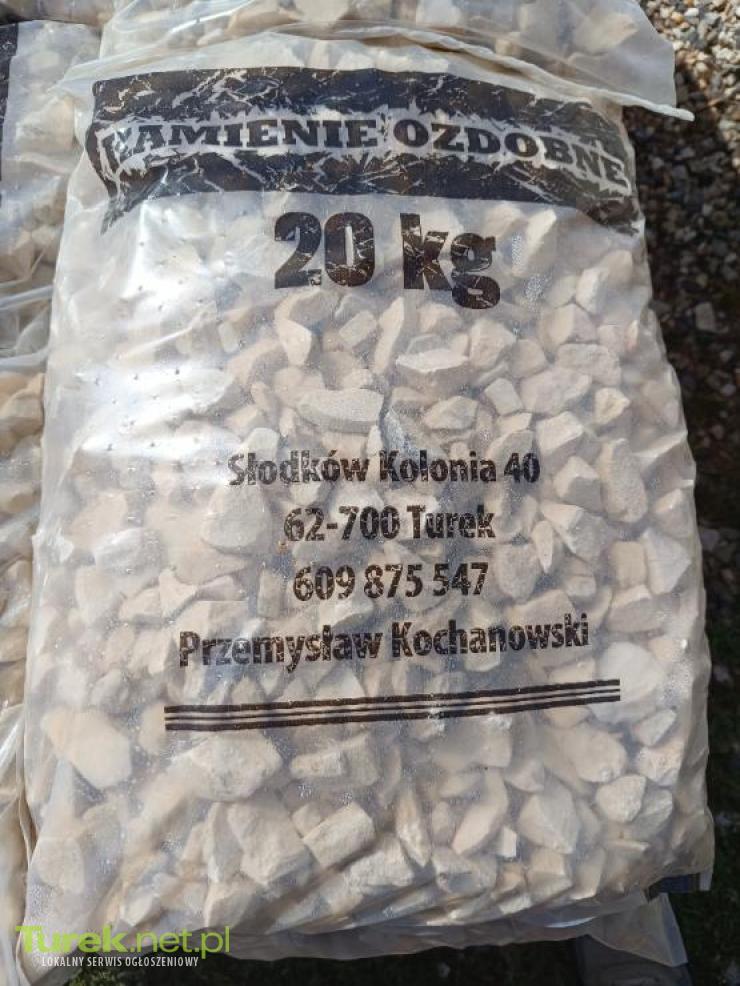 KAMIENIE OZDOBNE
20 kg
Słodków Kolonia 40
62-700 Turek
609 875 547
Przemysław Kochanowski
Turek.net.pl
LOKALNY SERWIS OGŁOSZENIOWY